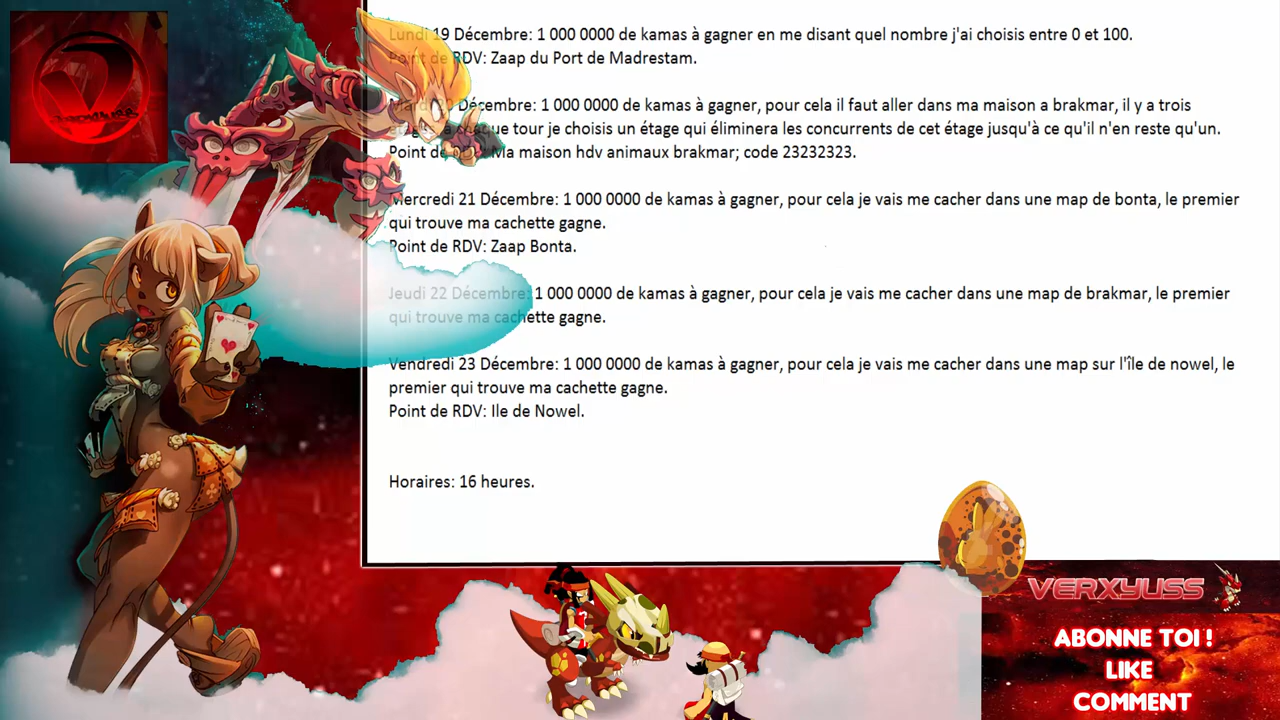 Lundi 19 Décembre: 1 000 0000 de kamas à gagner en me disant quel nombre j'ai choisis entre 0 et 100.
Point de RDV: Zaap du Port de Madrestam.
Mardi 20 Décembre: 1 000 0000 de kamas à gagner, pour cela il faut aller dans ma maison a brakmar, il y a trois
étages à chaque tour je choisis un étage qui éliminera les concurrents de cet étage jusqu'à ce qu'il n'en reste qu'un.
Point de RDV: Ma maison hdv animaux brakmar; code 23232323.
Mercredi 21 Décembre: 1 000 0000 de kamas à gagner, pour cela je vais me cacher dans une map de bonta, le premier
qui trouve ma cachette gagne.
Point de RDV: Zaap Bonta.
Jeudi 22 Décembre: 1 000 0000 de kamas à gagner, pour cela je vais me cacher dans une map de brakmar, le premier
qui trouve ma cachette gagne.
Vendredi 23 Décembre: 1 000 0000 de kamas à gagner, pour cela je vais me cacher dans une map sur l'île de nowel, le
premier qui trouve ma cachette gagne.
Point de RDV: Ile de Nowel.
Horaires: 16 heures.
VERXYUSS
ABONNE TOI !
LIKE
COMMENT